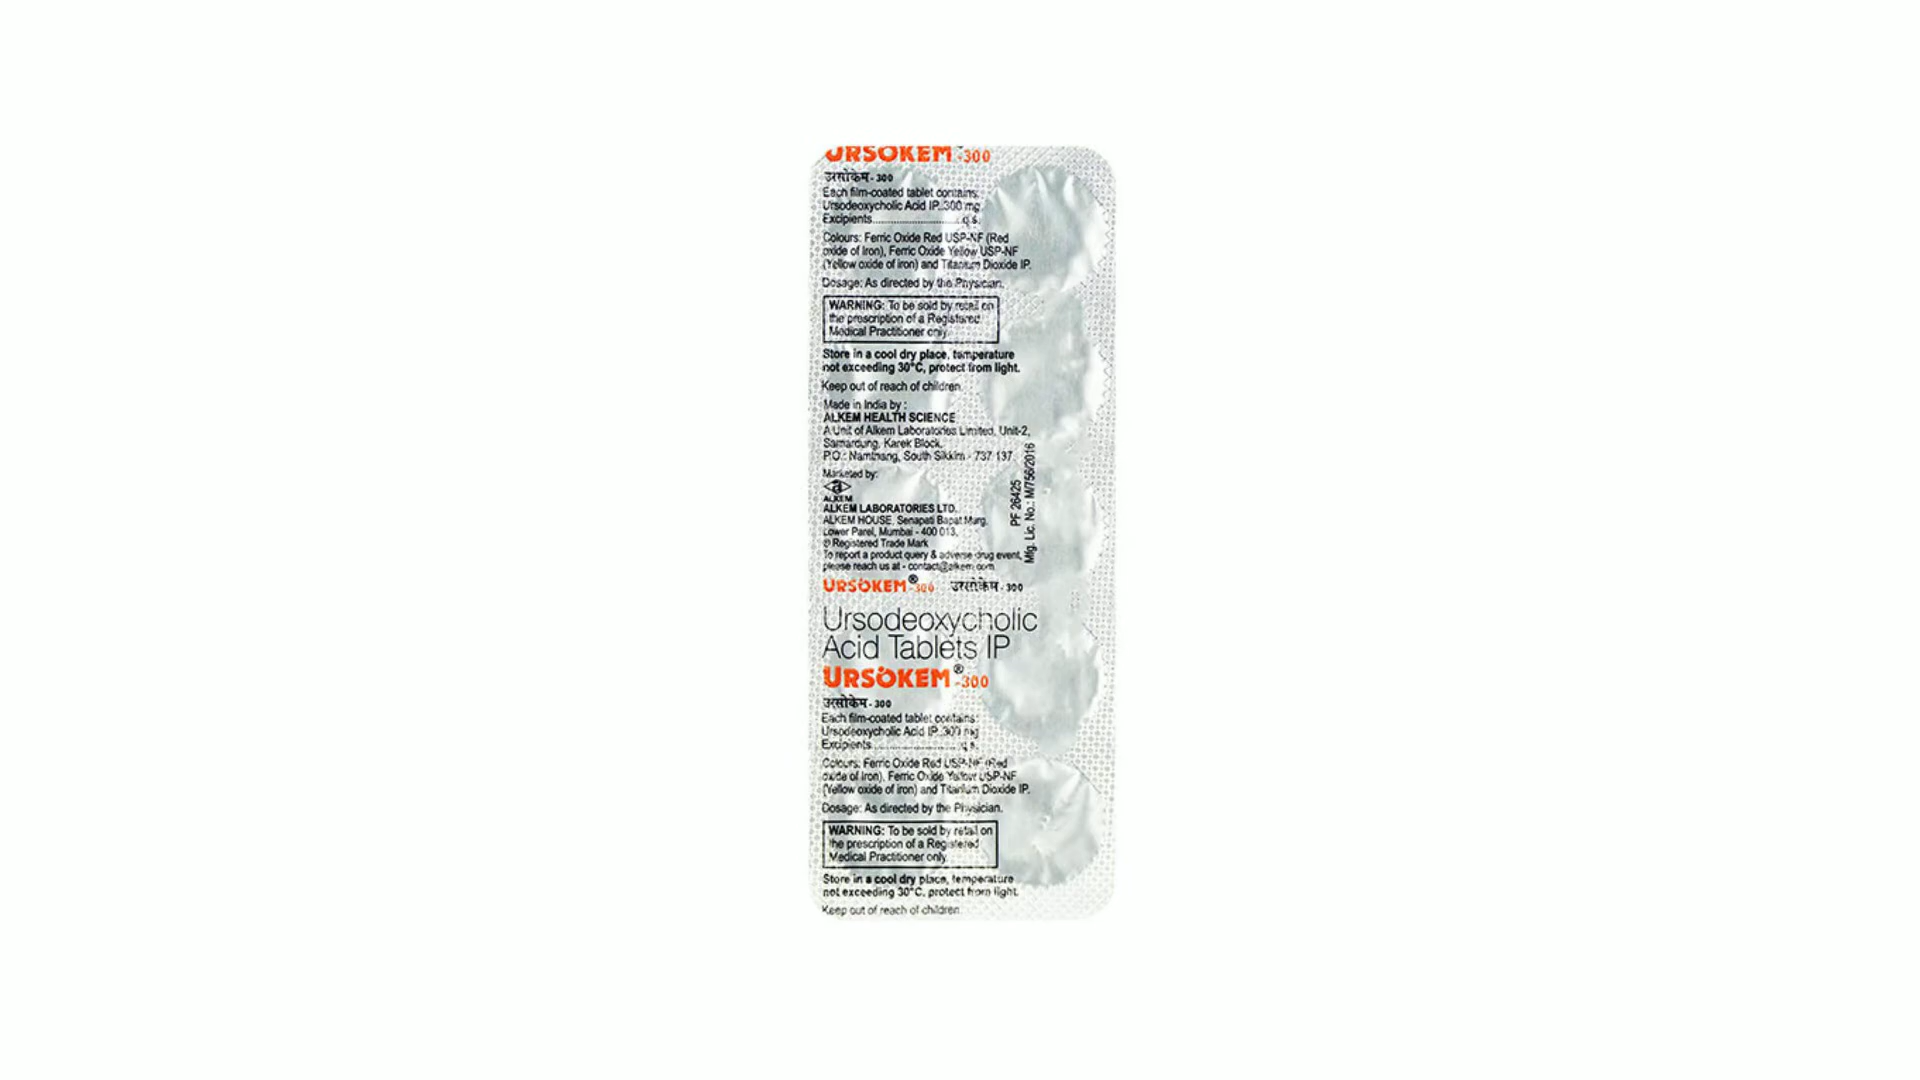 URSOKEM-300
उरसोकेम - 300
Each film-coated tablet contains:
Ursodeoxycholic Acid IP..300 mg
Excipients........................q.s.
Colours: Ferric Oxide Red USP-NF (Red
oxide of Iron), Ferric Oxide Yellow USP-NF
(Yellow oxide of iron) and Titanium Dioxide IP.
Dosage: As directed by the Physician.
WARNING: To be sold by retail on
the prescription of a Registered
Medical Practitioner only.
Store in a cool dry place, temperature
not exceeding 30°C, protect from light.
Keep out of reach of children.
Made in India by :
ALKEM HEALTH SCIENCE
A Unit of Alkem Laboratories Limited, Unit-2,
Samardung, Karek Block,
P.O.: Namthang, South Sikkim - 737 137.
Marketed by:
ALKEM
ALKEM LABORATORIES LTD.
ALKEM HOUSE, Senapati Bapat Marg,
Lower Parel, Mumbai - 400 013.
® Registered Trade Mark
To report a product query & adverse drug event,
please reach us at - contact@alkem.com
PF 26425
Mfg. Lic. No.: M/756/2016
URSOKEM®-300 उरसोकेम - 300
Ursodeoxycholic
Acid Tablets IP
URSOKEM®-300
उरसोकेम - 300
Each film-coated tablet contains:
Ursodeoxycholic Acid IP..300 mg
Excipients........................q.s.
Colours: Ferric Oxide Red USP-NF (Red
oxide of Iron), Ferric Oxide Yellow USP-NF
(Yellow oxide of iron) and Titanium Dioxide IP.
Dosage: As directed by the Physician.
WARNING: To be sold by retail on
the prescription of a Registered
Medical Practitioner only.
Store in a cool dry place, temperature
not exceeding 30°C, protect from light.
Keep out of reach of children.